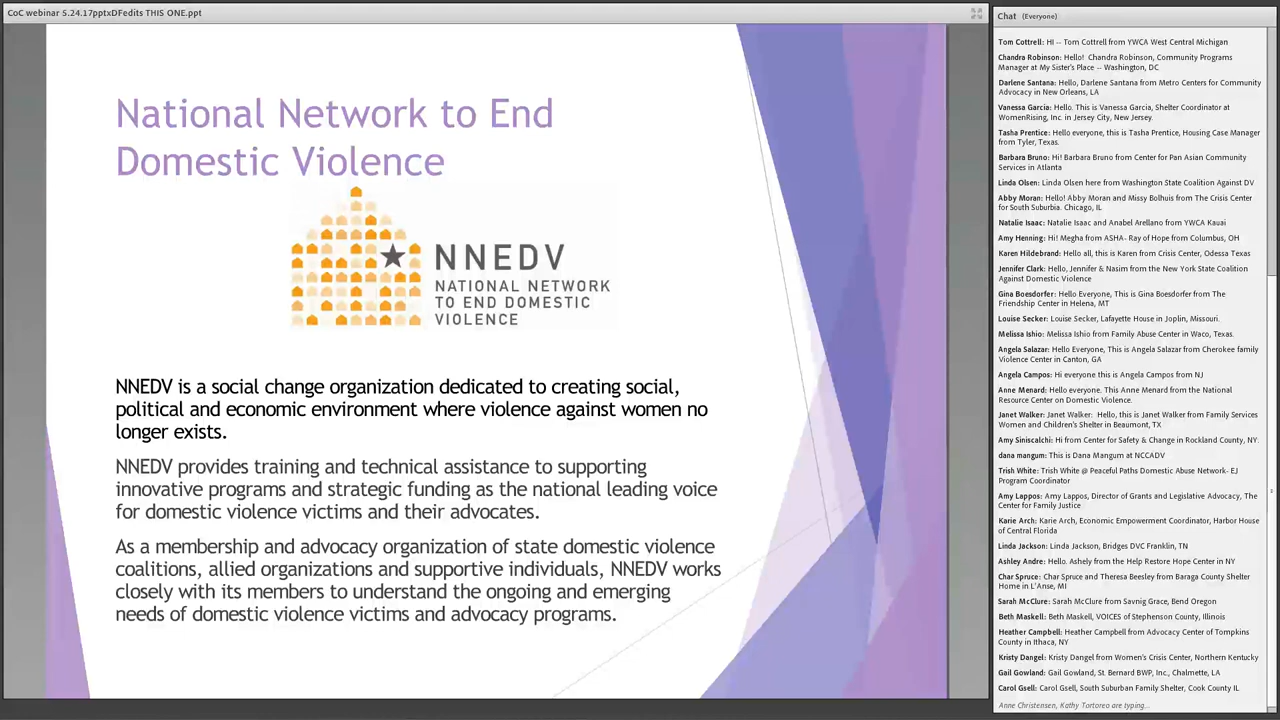 CoC webinar 5.24.17pptxDFedits THIS ONE.ppt
National Network to End
Domestic Violence
NNEDV
NATIONAL NETWORK
TO END DOMESTIC
VIOLENCE
NNEDV is a social change organization dedicated to creating social,
political and economic environment where violence against women no
longer exists.
NNEDV provides training and technical assistance to supporting
innovative programs and strategic funding as the national leading voice
for domestic violence victims and their advocates.
As a membership and advocacy organization of state domestic violence
coalitions, allied organizations and supportive individuals, NNEDV works
closely with its members to understand the ongoing and emerging
needs of domestic violence victims and advocacy programs.
Chat (Everyone)
Tom Cottrell: HI -- Tom Cottrell from YWCA West Central Michigan
Chandra Robinson: Hello! Chandra Robinson, Community Programs
Manager at My Sister's Place -- Washington, DC
Darlene Santana: Hello, Darlene Santana from Metro Centers for Community
Advocacy in New Orleans, LA
Vanessa Garcia: Hello. This is Vanessa Garcia, Shelter Coordinator at
WomenRising, Inc. in Jersey City, New Jersey.
Tasha Prentice: Hello everyone, this is Tasha Prentice, Housing Case Manager
from Tyler, Texas.
Barbara Bruno: Hi! Barbara Bruno from Center for Pan Asian Community
Services in Atlanta
Linda Olsen: Linda Olsen here from Washington State Coalition Against DV
Abby Moran: Hello! Abby Moran and Missy Bolhuis from The Crisis Center
for South Suburbia. Chicago, IL
Natalie Isaac: Natalie Isaac and Anabel Arellano from YWCA Kauai
Amy Henning: Hi! Megha from ASHA- Ray of Hope from Columbus, OH
Karen Hildebrand: Hello all, this is Karen from Crisis Center, Odessa Texas
Jennifer Clark: Hello, Jennifer & Nasim from the New York State Coalition
Against Domestic Violence
Gina Boesdorfer: Hello Everyone, This is Gina Boesdorfer from The
Friendship Center in Helena, MT
Louise Secker: Louise Secker, Lafayette House in Joplin, Missouri.
Melissa Ishio: Melissa Ishio from Family Abuse Center in Waco, Texas.
Angela Salazar: Hello Everyone, This is Angela Salazar from Cherokee family
Violence Center in Canton, GA
Angela Campos: Hi everyone this is Angela Campos from NJ
Anne Menard: Hello everyone. This Anne Menard from the National
Resource Center on Domestic Violence.
Janet Walker: Janet Walker: Hello, this is Janet Walker from Family Services
Women and Children's Shelter in Beaumont, TX
Amy Siniscalchi: Hi from Center for Safety & Change in Rockland County, NY.
dana mangum: This is Dana Mangum at NCCADV
Trish White: Trish White @ Peaceful Paths Domestic Abuse Network- EJ
Program Coordinator
Amy Lappos: Amy Lappos, Director of Grants and Legislative Advocacy, The
Center for Family Justice
Karie Arch: Karie Arch, Economic Empowerment Coordinator, Harbor House
of Central Florida
Linda Jackson: Linda Jackson, Bridges DVC Franklin, TN
Ashley Andre: Hello. Ashely from the Help Restore Hope Center in NY
Char Spruce: Char Spruce and Theresa Beesley from Baraga County Shelter
Home in L'Anse, MI
Sarah McClure: Sarah McClure from Savnig Grace, Bend Oregon
Beth Maskell: Beth Maskell, VOICES of Stephenson County, Illinois
Heather Campbell: Heather Campbell from Advocacy Center of Tompkins
County in Ithaca, NY
Kristy Dangel: Kristy Dangel from Women's Crisis Center, Northern Kentucky
Gail Gowland: Gail Gowland, St. Bernard BWP, Inc., Chalmette, LA
Carol Gsell: Carol Gsell, South Suburban Family Shelter, Cook County IL
Anne Christensen, Kathy Tortoreo are typing...